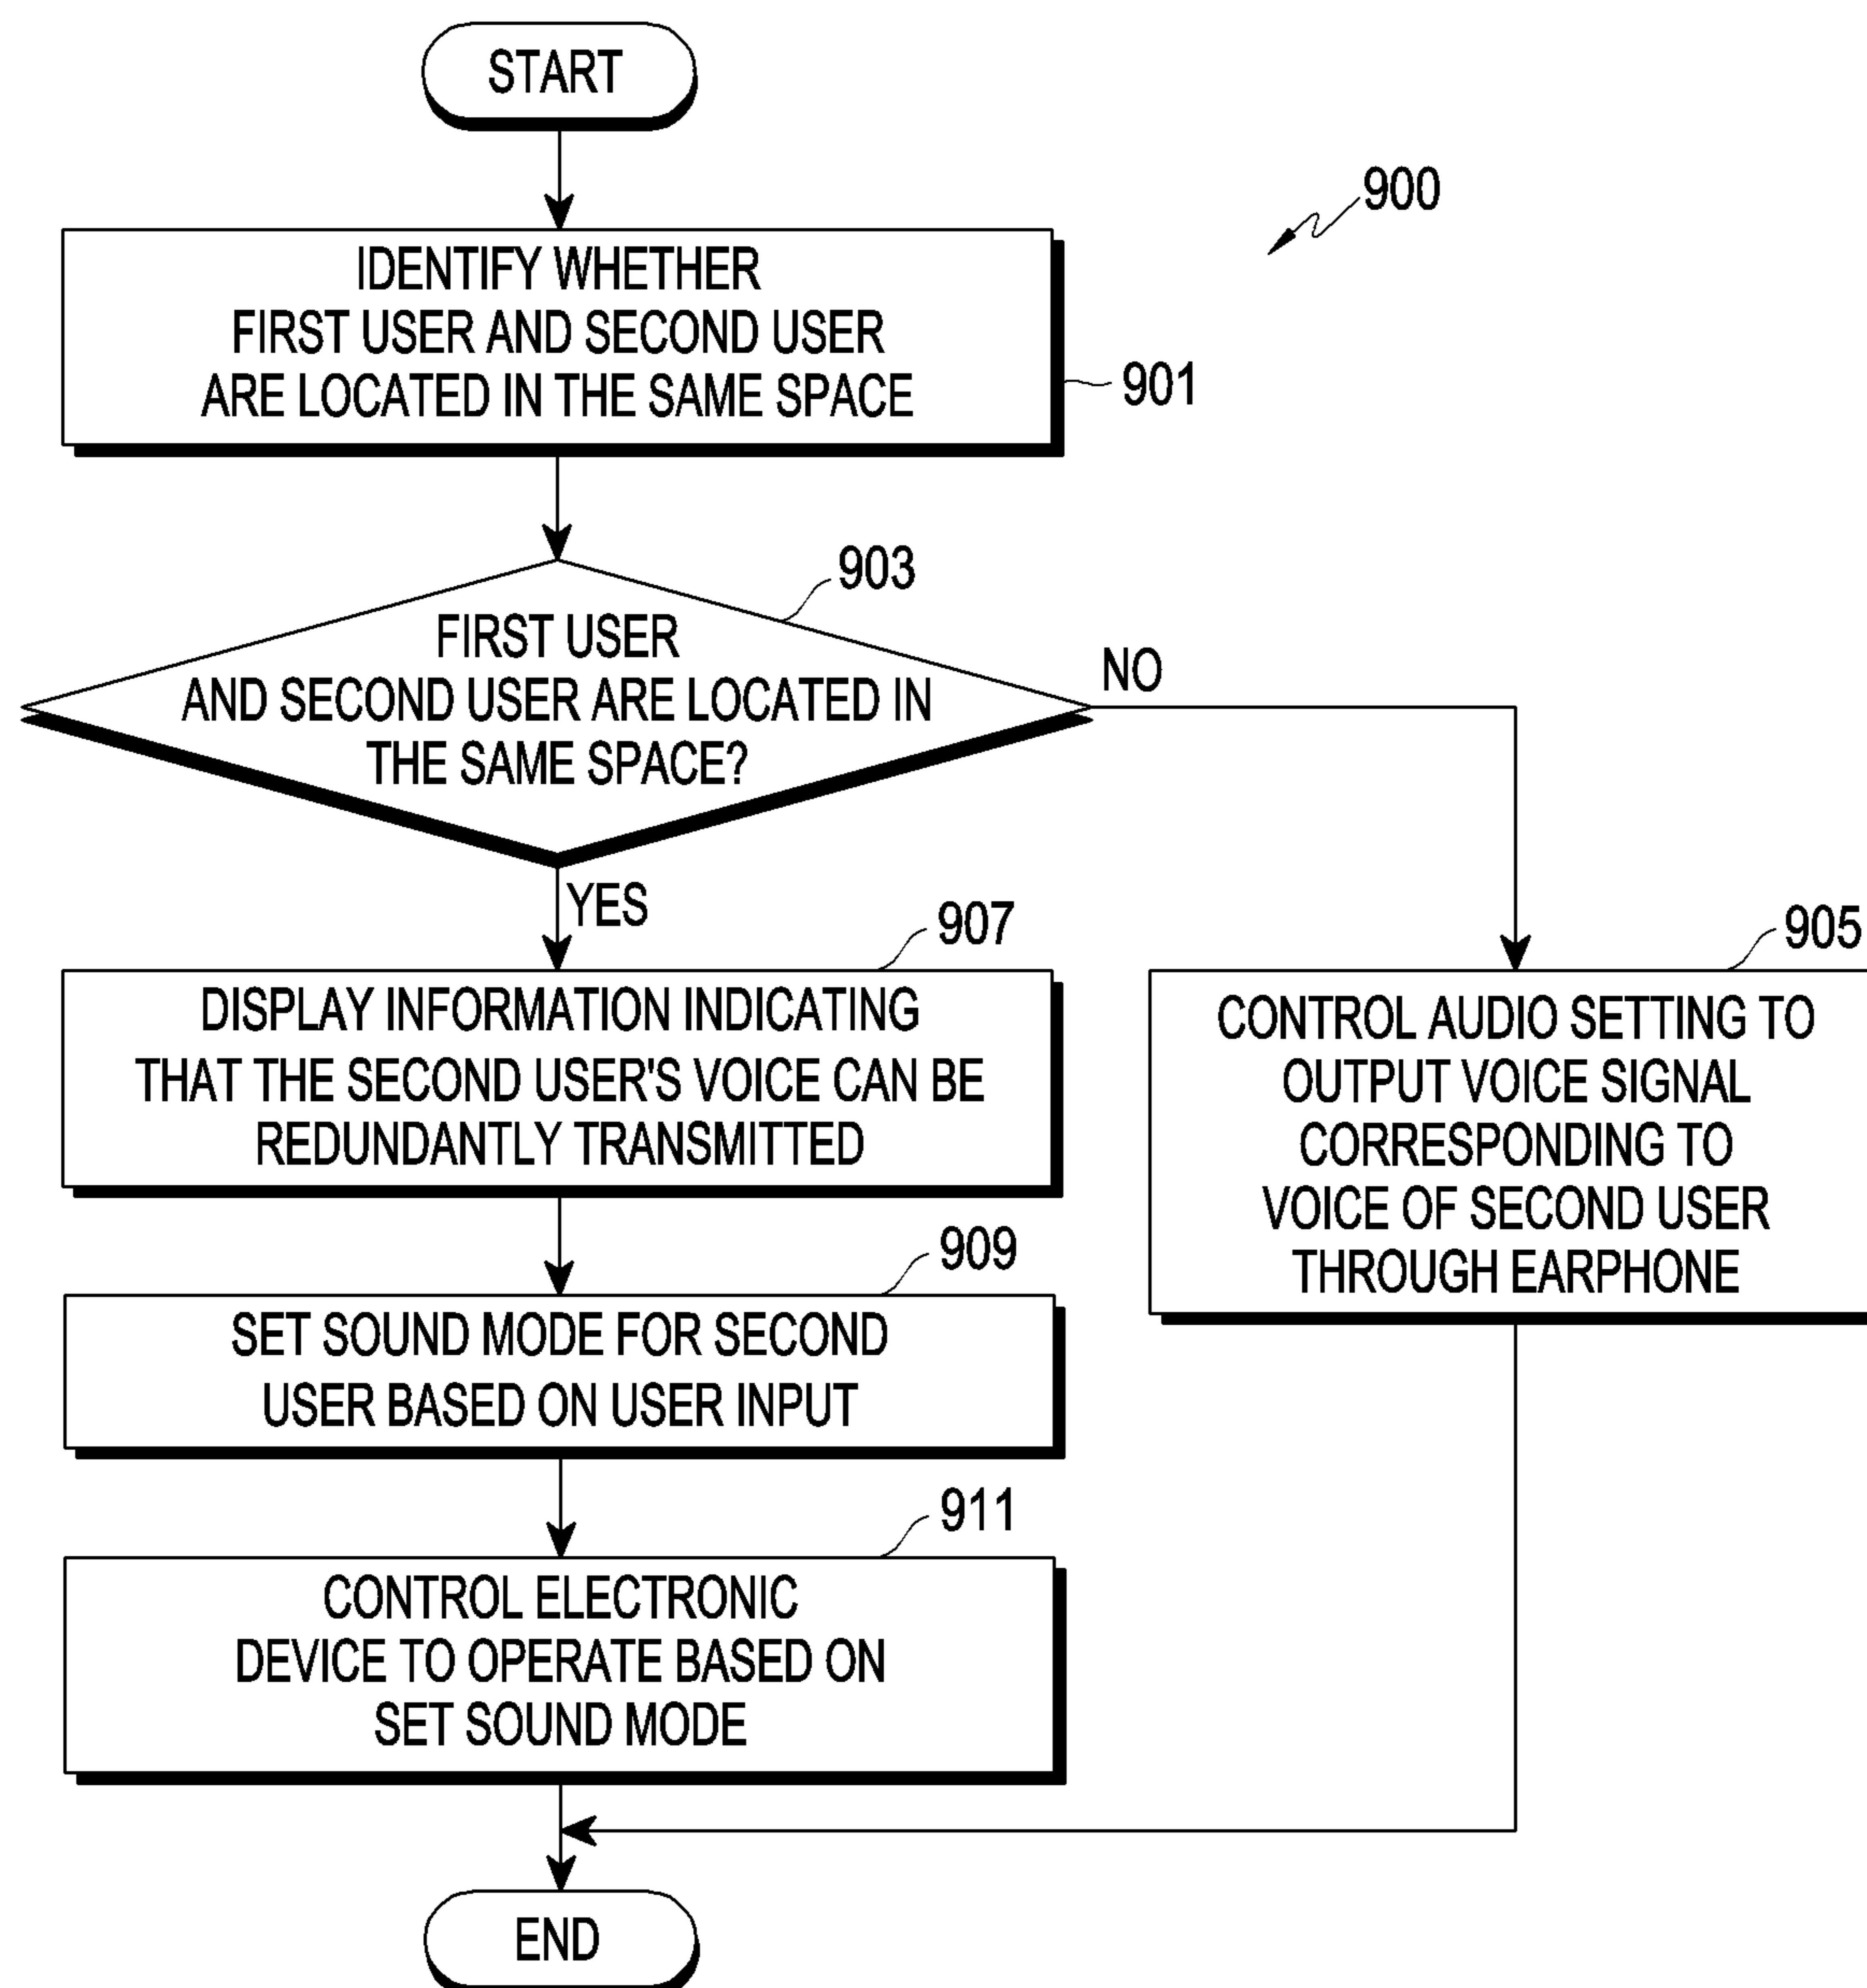 START
900
IDENTIFY WHETHER
FIRST USER AND SECOND USER
ARE LOCATED IN THE SAME SPACE
901
903
FIRST USER
AND SECOND USER ARE LOCATED IN
THE SAME SPACE?
NO
YES
907
DISPLAY INFORMATION INDICATING
THAT THE SECOND USER'S VOICE CAN BE
REDUNDANTLY TRANSMITTED
905
CONTROL AUDIO SETTING TO
OUTPUT VOICE SIGNAL
CORRESPONDING TO
VOICE OF SECOND USER
THROUGH EARPHONE
909
SET SOUND MODE FOR SECOND
USER BASED ON USER INPUT
911
CONTROL ELECTRONIC
DEVICE TO OPERATE BASED ON
SET SOUND MODE
END